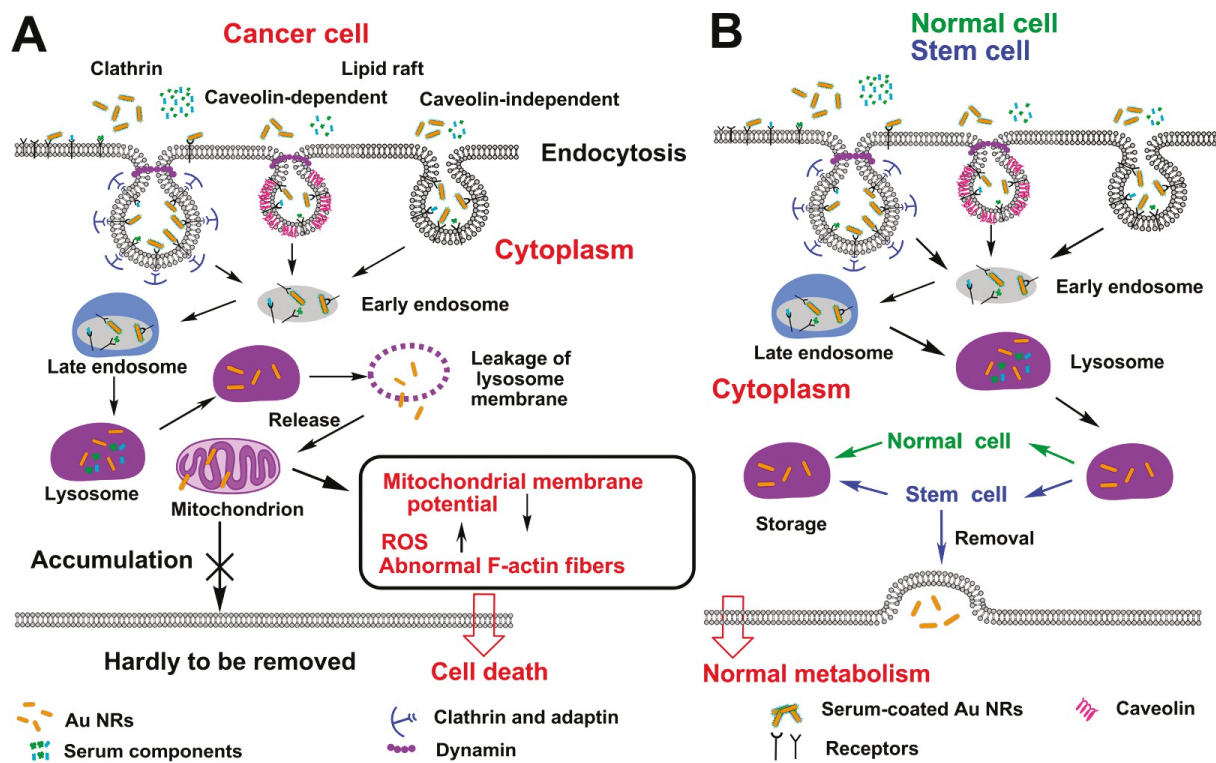 A
Cancer cell
Clathrin
Lipid raft
Caveolin-dependent
Caveolin-independent
Endocytosis
Cytoplasm
Early endosome
Late endosome
Leakage of
lysosome
membrane
Release
Lysosome
Mitochondrion
Mitochondrial membrane
potential
ROS
Abnormal F-actin fibers
Accumulation
Hardly to be removed
Cell death
Au NRs
Serum components
Clathrin and adaptin
Dynamin
B
Normal cell
Stem cell
Early endosome
Late endosome
Lysosome
Cytoplasm
Normal cell
Stem cell
Storage
Removal
Normal metabolism
Serum-coated Au NRs
Receptors
Caveolin